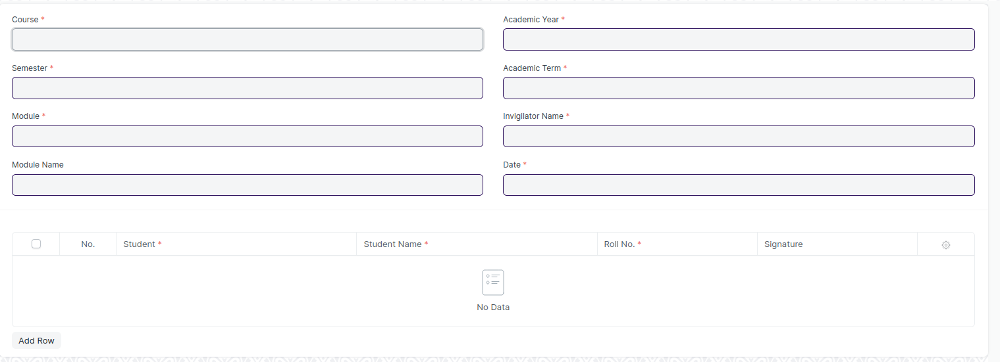 Course *
Academic Year *
Semester *
Academic Term *
Module *
Invigilator Name *
Module Name
Date *
No. Student * Student Name * Roll No. * Signature
No Data
Add Row